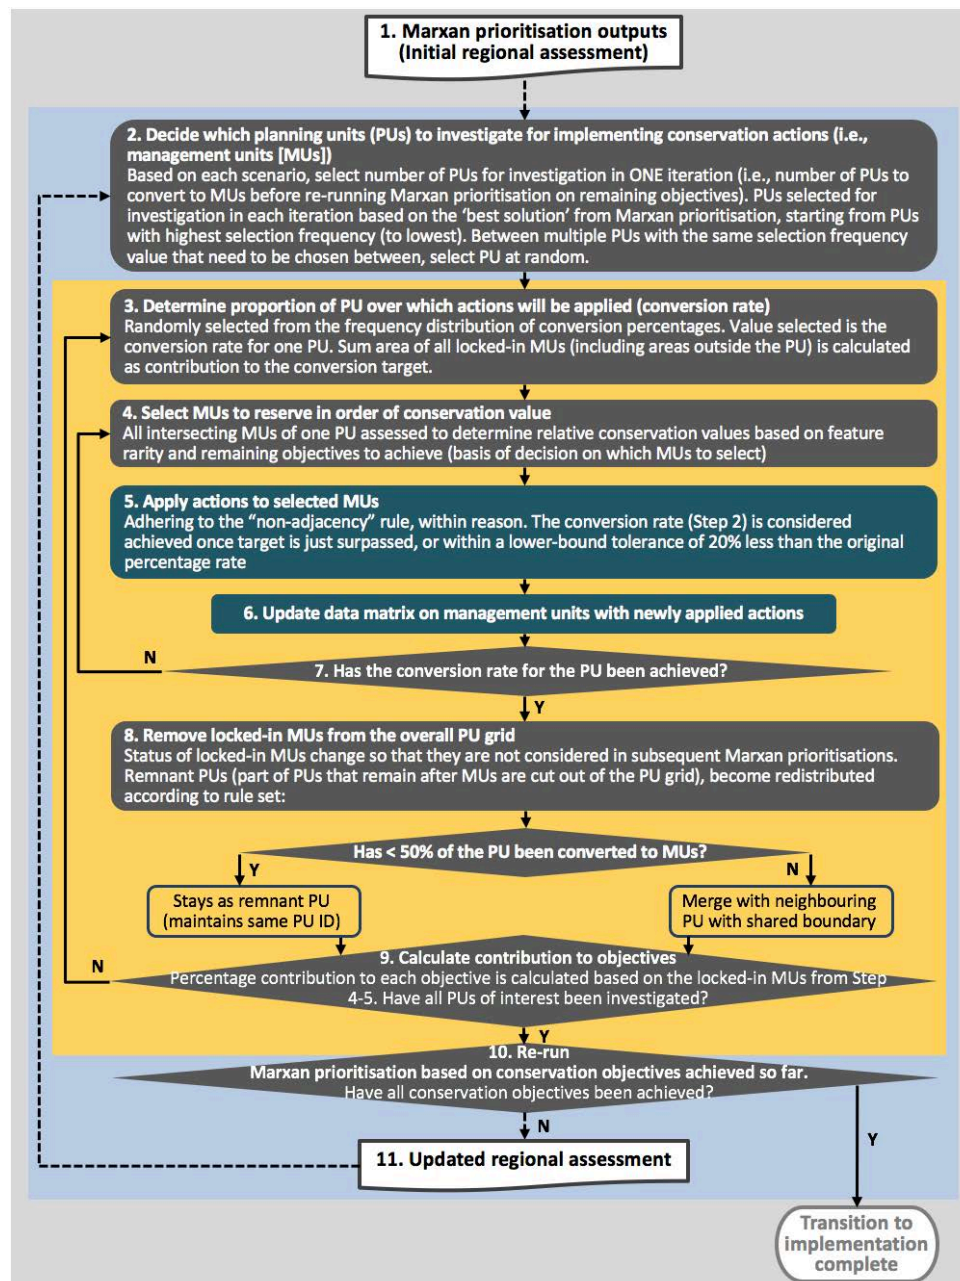 1. Marxan prioritisation outputs
(Initial regional assessment)
2. Decide which planning units (PUs) to investigate for implementing conservation actions (i.e.,
management units [MUs])
Based on each scenario, select number of PUs for investigation in ONE iteration (i.e., number of PUs to
convert to MUs before re-running Marxan prioritisation on remaining objectives). PUs selected for
investigation in each iteration based on the ‘best solution’ from Marxan prioritisation, starting from PUs
with highest selection frequency (to lowest). Between multiple PUs with the same selection frequency
value that need to be chosen between, select PU at random.
3. Determine proportion of PU over which actions will be applied (conversion rate)
Randomly selected from the frequency distribution of conversion percentages. Value selected is the
conversion rate for one PU. Sum area of all locked-in MUs (including areas outside the PU) is calculated
as contribution to the conversion target.
4. Select MUs to reserve in order of conservation value
All intersecting MUs of one PU assessed to determine relative conservation values based on feature
rarity and remaining objectives to achieve (basis of decision on which MUs to select)
5. Apply actions to selected MUs
Adhering to the “non-adjacency” rule, within reason. The conversion rate (Step 2) is considered
achieved once target is just surpassed, or within a lower-bound tolerance of 20% less than the original
percentage rate
6. Update data matrix on management units with newly applied actions
N
7. Has the conversion rate for the PU been achieved?
Y
8. Remove locked-in MUs from the overall PU grid
Status of locked-in MUs change so that they are not considered in subsequent Marxan prioritisations.
Remnant PUs (part of PUs that remain after MUs are cut out of the PU grid), become redistributed
according to rule set:
Has < 50% of the PU been converted to MUs?
Y
N
Stays as remnant PU
(maintains same PU ID)
Merge with neighbouring
PU with shared boundary
N
9. Calculate contribution to objectives
Percentage contribution to each objective is calculated based on the locked-in MUs from Step
4-5. Have all PUs of interest been investigated?
Y
10. Re-run
Marxan prioritisation based on conservation objectives achieved so far.
Have all conservation objectives been achieved?
N
Y
11. Updated regional assessment
Transition to
implementation
complete